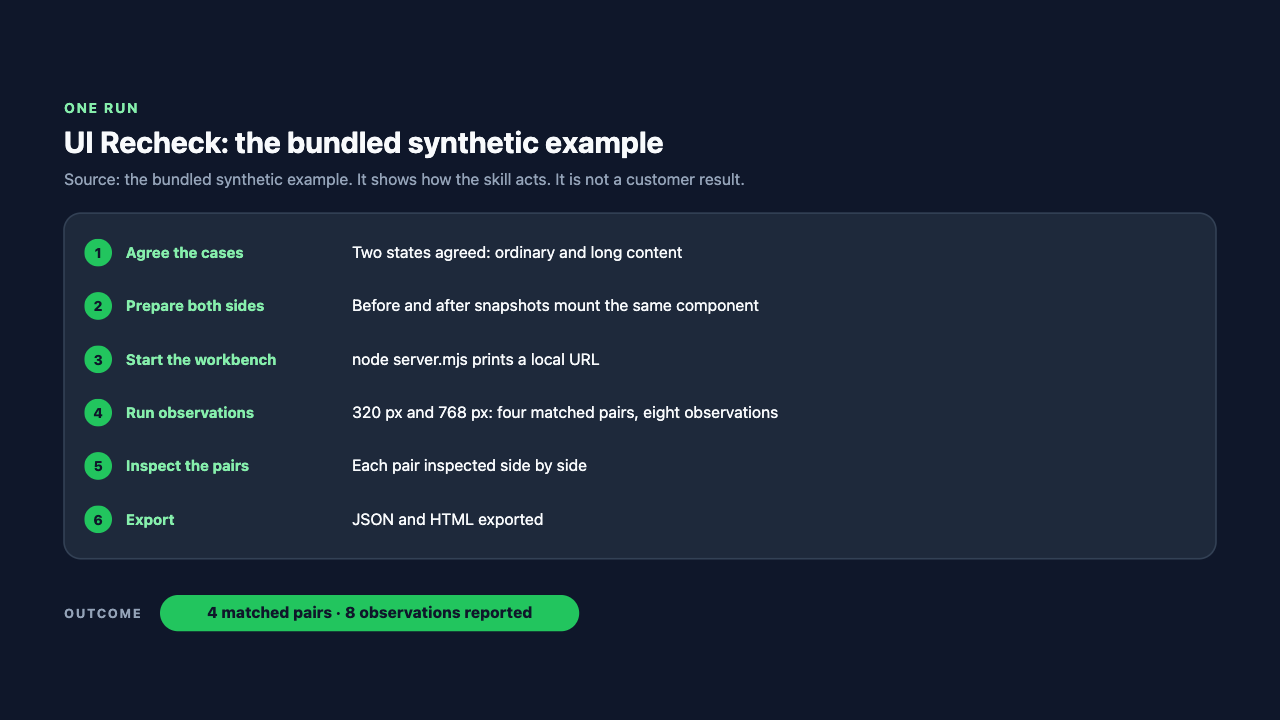 ONE RUN
UI Recheck: the bundled synthetic example
Source: the bundled synthetic example. It shows how the skill acts. It is not a customer result.
1 Agree the cases Two states agreed: ordinary and long content
2 Prepare both sides Before and after snapshots mount the same component
3 Start the workbench node server.mjs prints a local URL
4 Run observations 320 px and 768 px: four matched pairs, eight observations
5 Inspect the pairs Each pair inspected side by side
6 Export JSON and HTML exported
OUTCOME 4 matched pairs · 8 observations reported